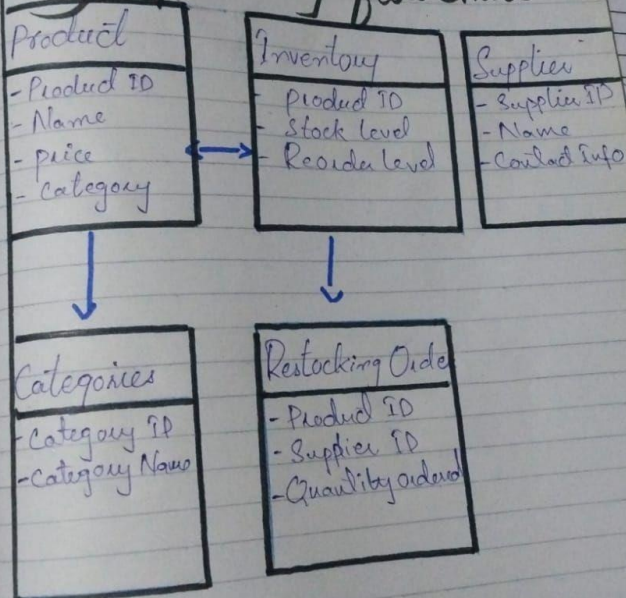 Product
- Product ID
- Name
- Price
- Category
Inventory
- Product ID
- Stock level
- Reorder level
Supplier
- Supplier ID
- Name
- Contact Info
Categories
- Category ID
- Category Name
Restocking Orde
- Product ID
- Supplier ID
- Quantity ordered